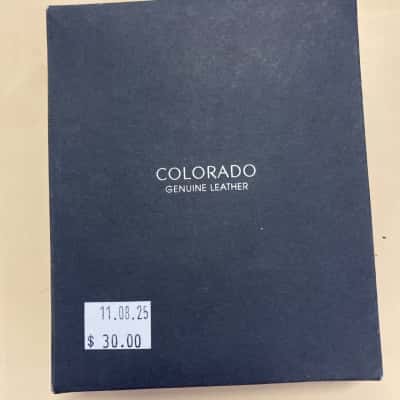 COLORADO
GENUINE LEATHER
11.08.25
$ 30.00